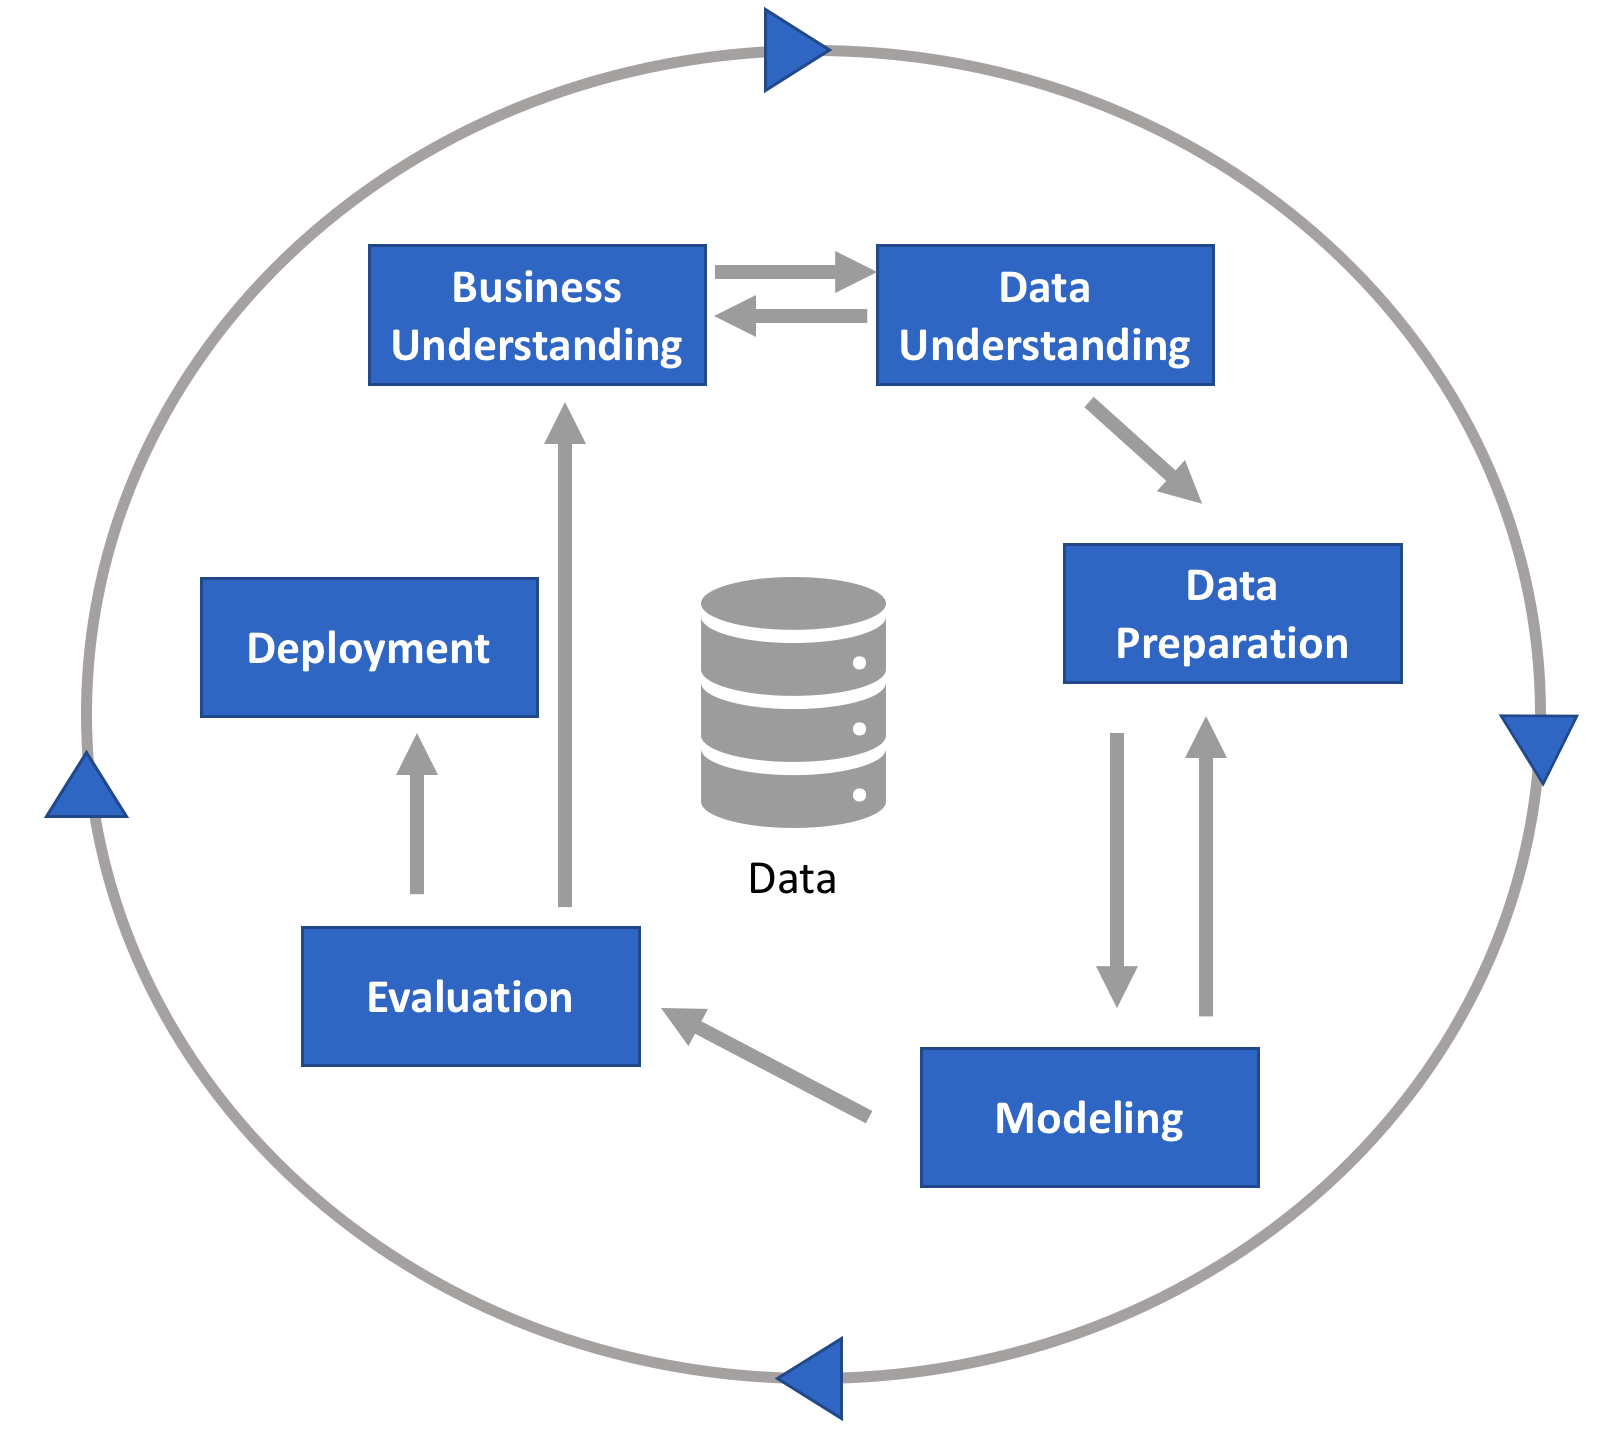 Business
Understanding
Data
Understanding
Data
Preparation
Deployment
Data
Evaluation
Modeling